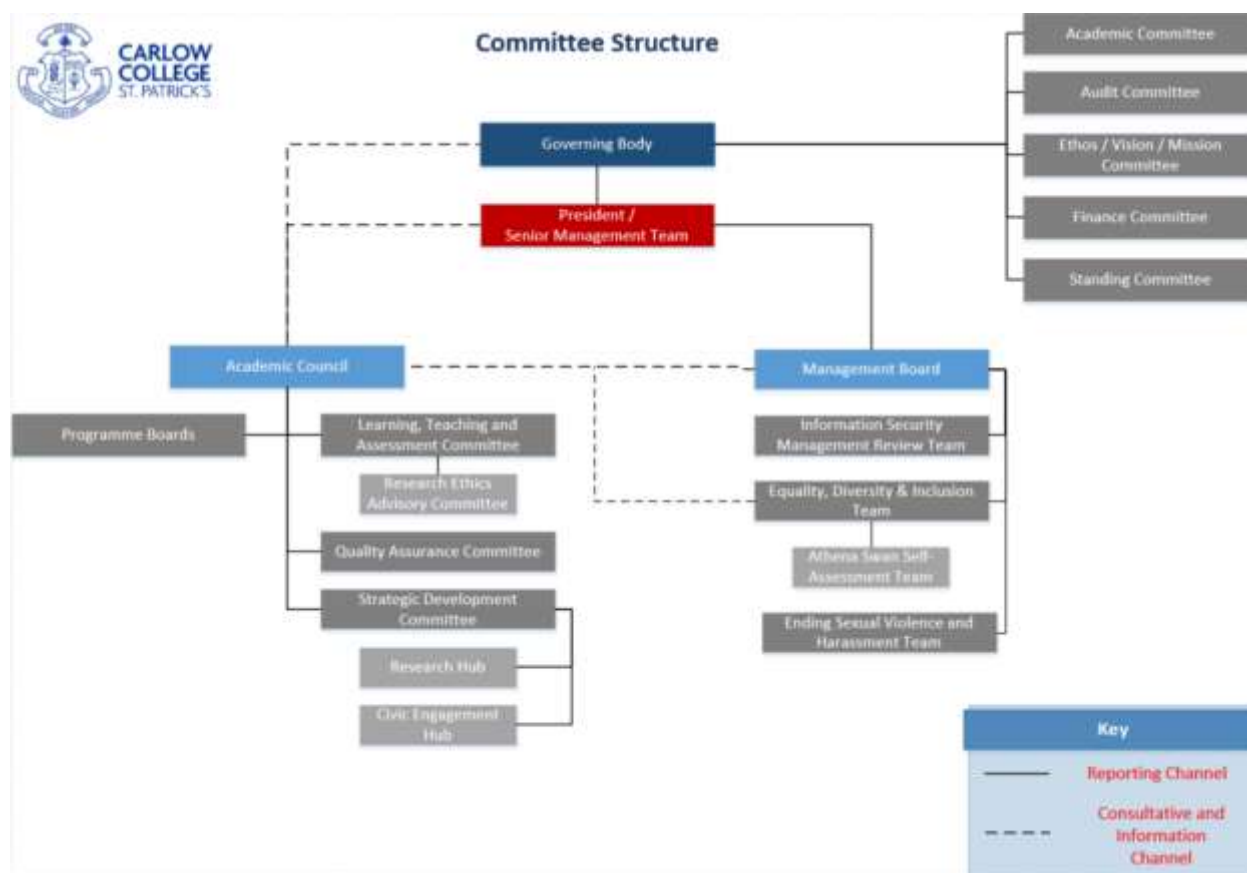 CARLOW
COLLEGE
ST. PATRICK'S
Committee Structure
Academic Committee
Audit Committee
Governing Body
Ethos / Vision / Mission
Committee
President /
Senior Management Team
Finance Committee
Standing Committee
Academic Council
Management Board
Programme Boards
Learning, Teaching and
Assessment Committee
Information Security
Management Review Team
Research Ethics
Advisory Committee
Equality, Diversity & Inclusion
Team
Quality Assurance Committee
Athena Swan Self-
Assessment Team
Strategic Development
Committee
Ending Sexual Violence and
Harassment Team
Research Hub
Civic Engagement
Hub
Key
Reporting Channel
Consultative and
Information
Channel